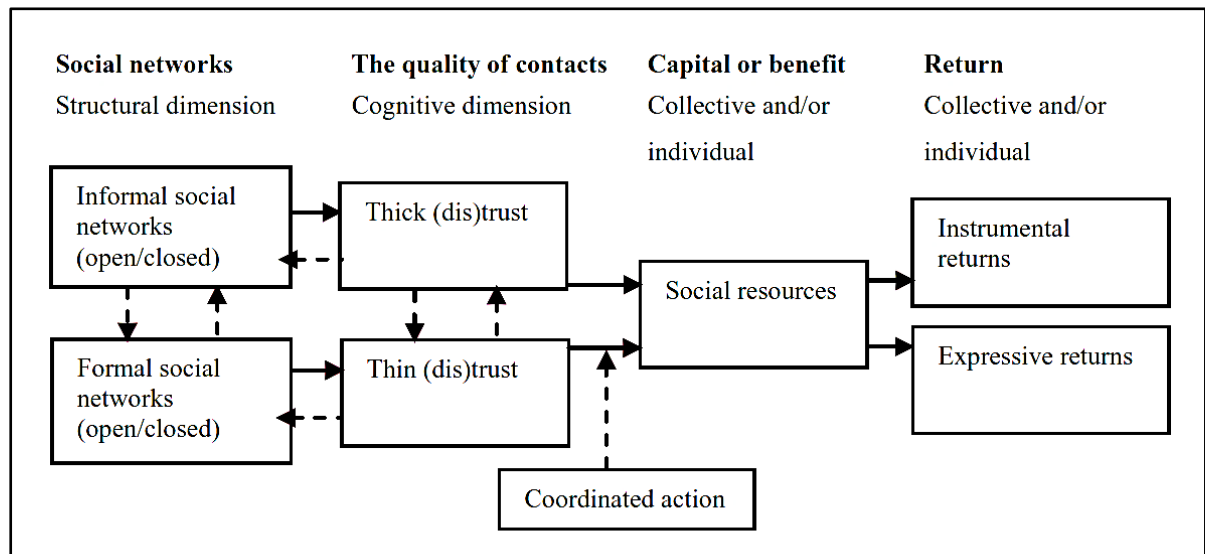 Social networks
Structural dimension
The quality of contacts
Cognitive dimension
Capital or benefit
Collective and/or
individual
Return
Collective and/or
individual
Informal social
networks
(open/closed)
Thick (dis)trust
Formal social
networks
(open/closed)
Thin (dis)trust
Social resources
Instrumental
returns
Expressive returns
Coordinated action